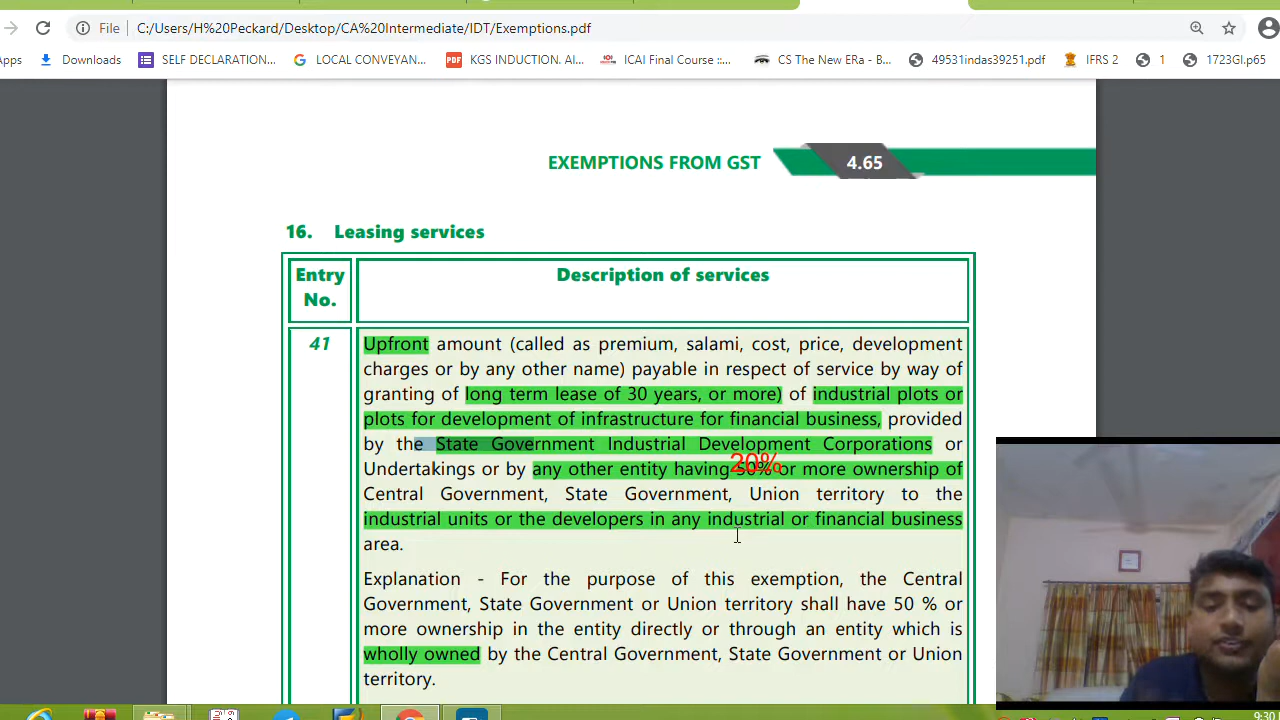 File C:/Users/H%20Peckard/Desktop/CA%20Intermediate/IDT/Exemptions.pdf
Apps Downloads SELF DECLARATION... LOCAL CONVEYAN... KGS INDUCTION. AI... ICAI Final Course ::... CS The New ERa - B... 49531indas39251.pdf IFRS 2 1 1723GI.p65
EXEMPTIONS FROM GST 4.65
16. Leasing services
Entry No. Description of services
41 Upfront amount (called as premium, salami, cost, price, development
charges or by any other name) payable in respect of service by way of
granting of long term lease of 30 years, or more) of industrial plots or
plots for development of infrastructure for financial business, provided
by the State Government Industrial Development Corporations or
20%
Undertakings or by any other entity having 50% or more ownership of
Central Government, State Government, Union territory to the
industrial units or the developers in any industrial or financial business
area.
Explanation - For the purpose of this exemption, the Central
Government, State Government or Union territory shall have 50 % or
more ownership in the entity directly or through an entity which is
wholly owned by the Central Government, State Government or Union
territory.
9:30